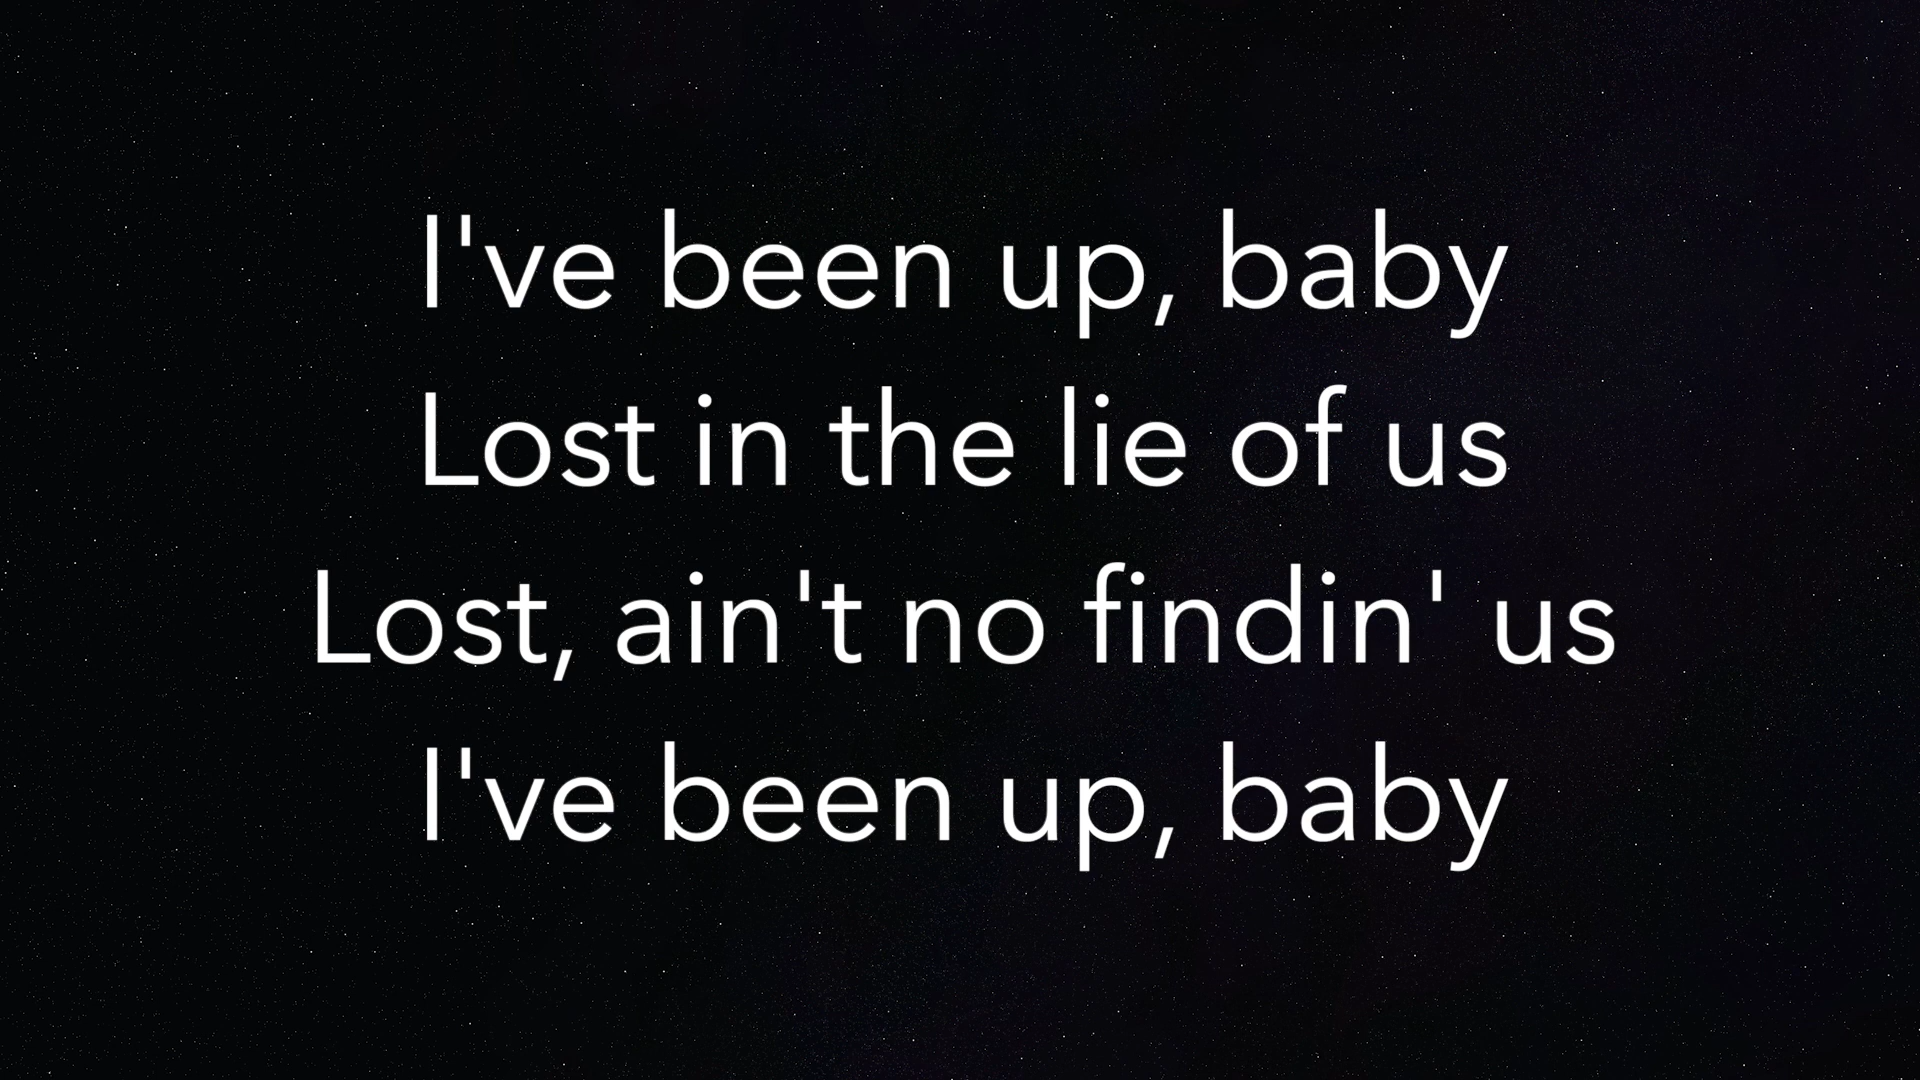 I've been up, baby
Lost in the lie of us
Lost, ain't no findin' us
I've been up, baby